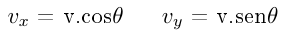 v_x = v.cosθ v_y = v.senθ